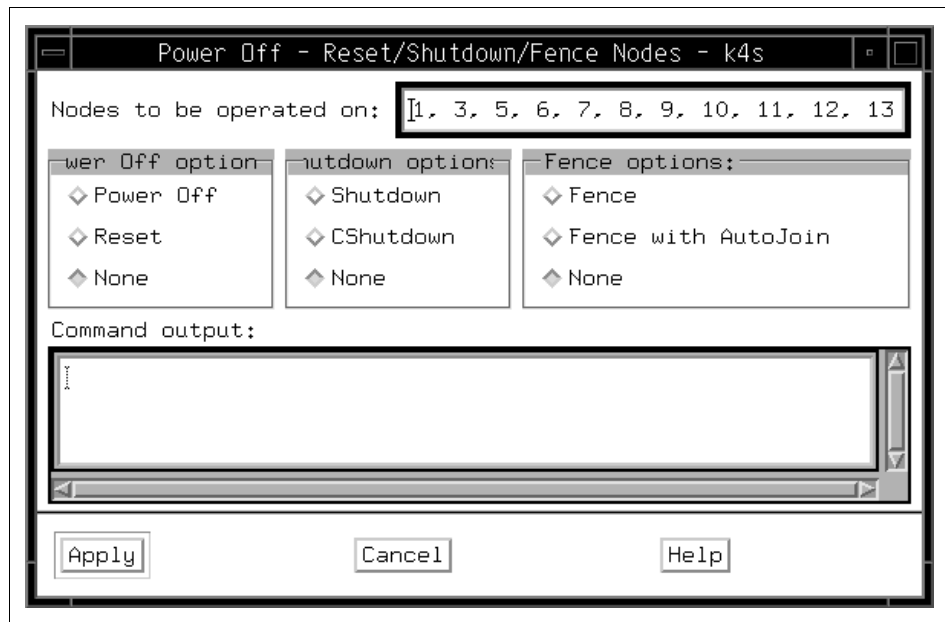 Power Off - Reset/Shutdown/Fence Nodes - k4s
Nodes to be operated on: 1, 3, 5, 6, 7, 8, 9, 10, 11, 12, 13
wer Off option
utdown options
Fence options:
Power Off
Shutdown
Fence
Reset
CShutdown
Fence with AutoJoin
None
None
None
Command output:
Apply
Cancel
Help